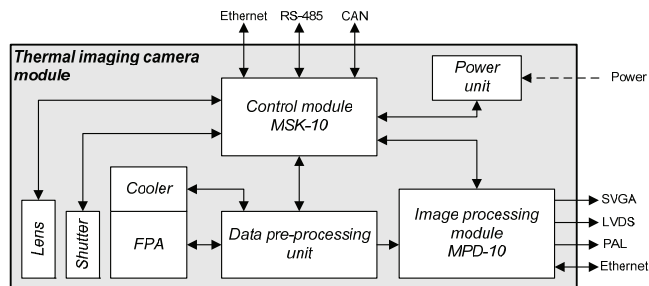 Ethernet
RS-485
CAN
Thermal imaging camera
module
Control module
MSK-10
Power
unit
Power
Cooler
FPA
Lens
Shutter
Data pre-processing
unit
Image processing
module
MPD-10
SVGA
LVDS
PAL
Ethernet